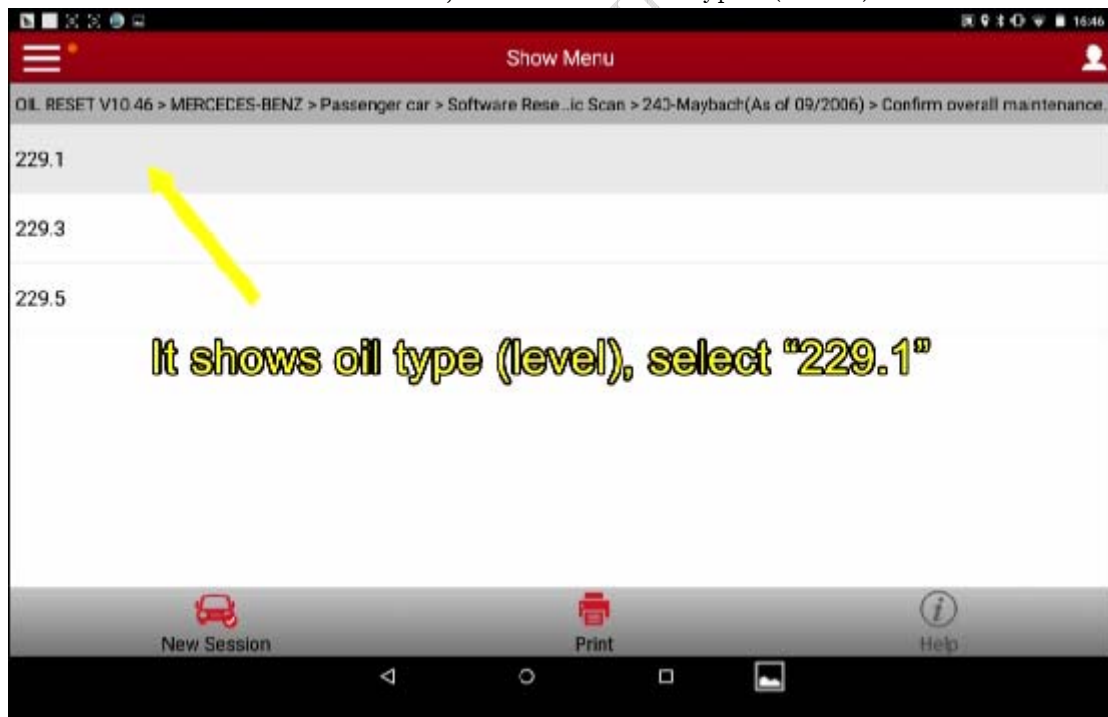 16:46
Show Menu
OIL RESET V10.46 > MERCEDES-BENZ > Passenger car > Software Rese..ic Scan > 240-Maybach(As of 09/2006) > Confirm overall maintenance.
229.1
229.3
229.5
It shows oil type (level), select “229.1”
New Session
Print
Help